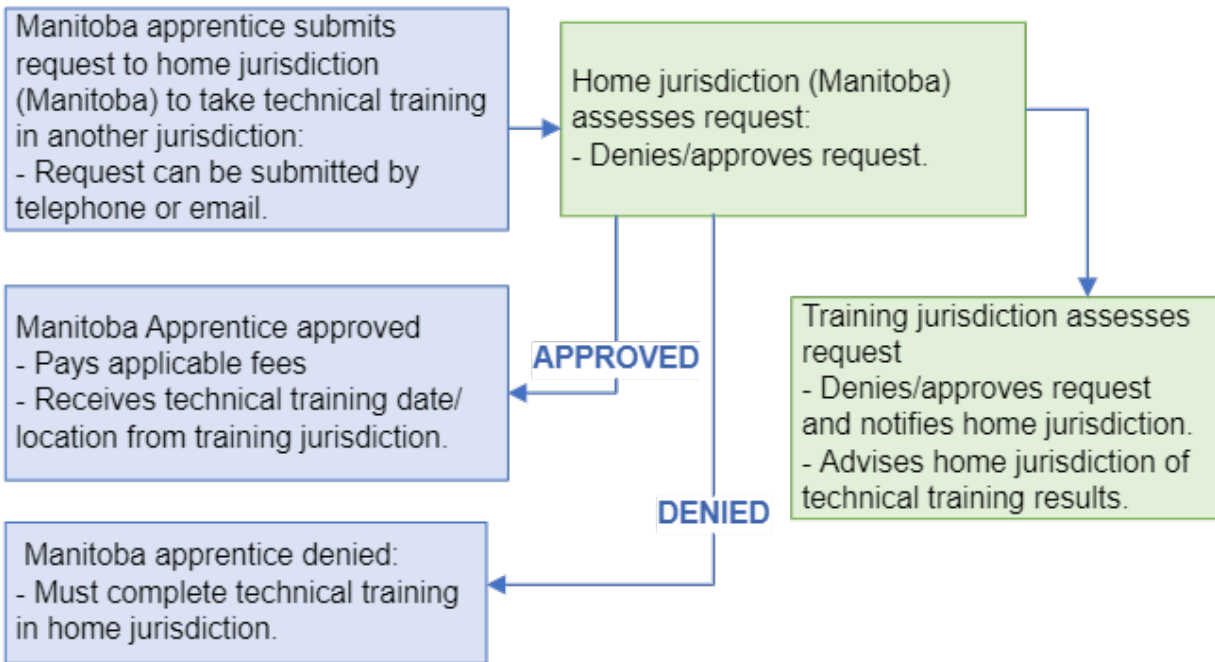 Manitoba apprentice submits
request to home jurisdiction
(Manitoba) to take technical training
in another jurisdiction:
- Request can be submitted by
telephone or email.
Home jurisdiction (Manitoba)
assesses request:
- Denies/approves request.
Manitoba Apprentice approved
- Pays applicable fees
- Receives technical training date/
location from training jurisdiction.
APPROVED
Training jurisdiction assesses
request
- Denies/approves request
and notifies home jurisdiction.
- Advises home jurisdiction of
technical training results.
DENIED
Manitoba apprentice denied:
- Must complete technical training
in home jurisdiction.